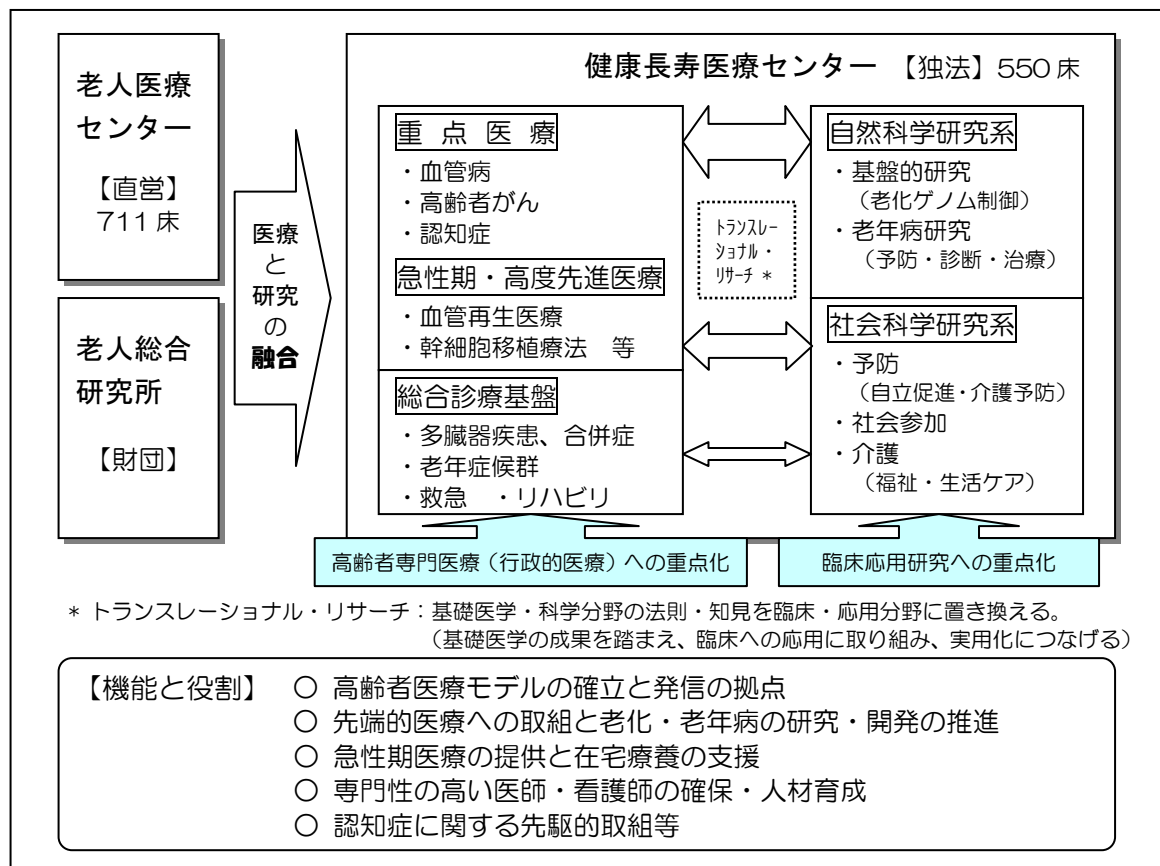 老人医療
センター
【直営】
711床
老人総合
研究所
【財団】
医療
と
研究
の
融合
健康長寿医療センター 【独法】550床
重 点 医 療
・血管病
・高齢者がん
・認知症
急性期・高度先進医療
・血管再生医療
・幹細胞移植療法 等
総合診療基盤
・多臓器疾患、合併症
・老年症候群
・救急 ・リハビリ
トランスレー
ショナル・
リサーチ *
自然科学研究系
・基盤的研究
(老化ゲノム制御)
・老年病研究
(予防・診断・治療)
社会科学研究系
・予防
(自立促進・介護予防)
・社会参加
・介護
(福祉・生活ケア)
高齢者専門医療(行政的医療)への重点化
臨床応用研究への重点化
* トランスレーショナル・リサーチ:基礎医学・科学分野の法則・知見を臨床・応用分野に置き換える。
(基礎医学の成果を踏まえ、臨床への応用に取り組み、実用化につなげる)
【機能と役割】 ○ 高齢者医療モデルの確立と発信の拠点
○ 先端的医療への取組と老化・老年病の研究・開発の推進
○ 急性期医療の提供と在宅療養の支援
○ 専門性の高い医師・看護師の確保・人材育成
○ 認知症に関する先駆的取組等